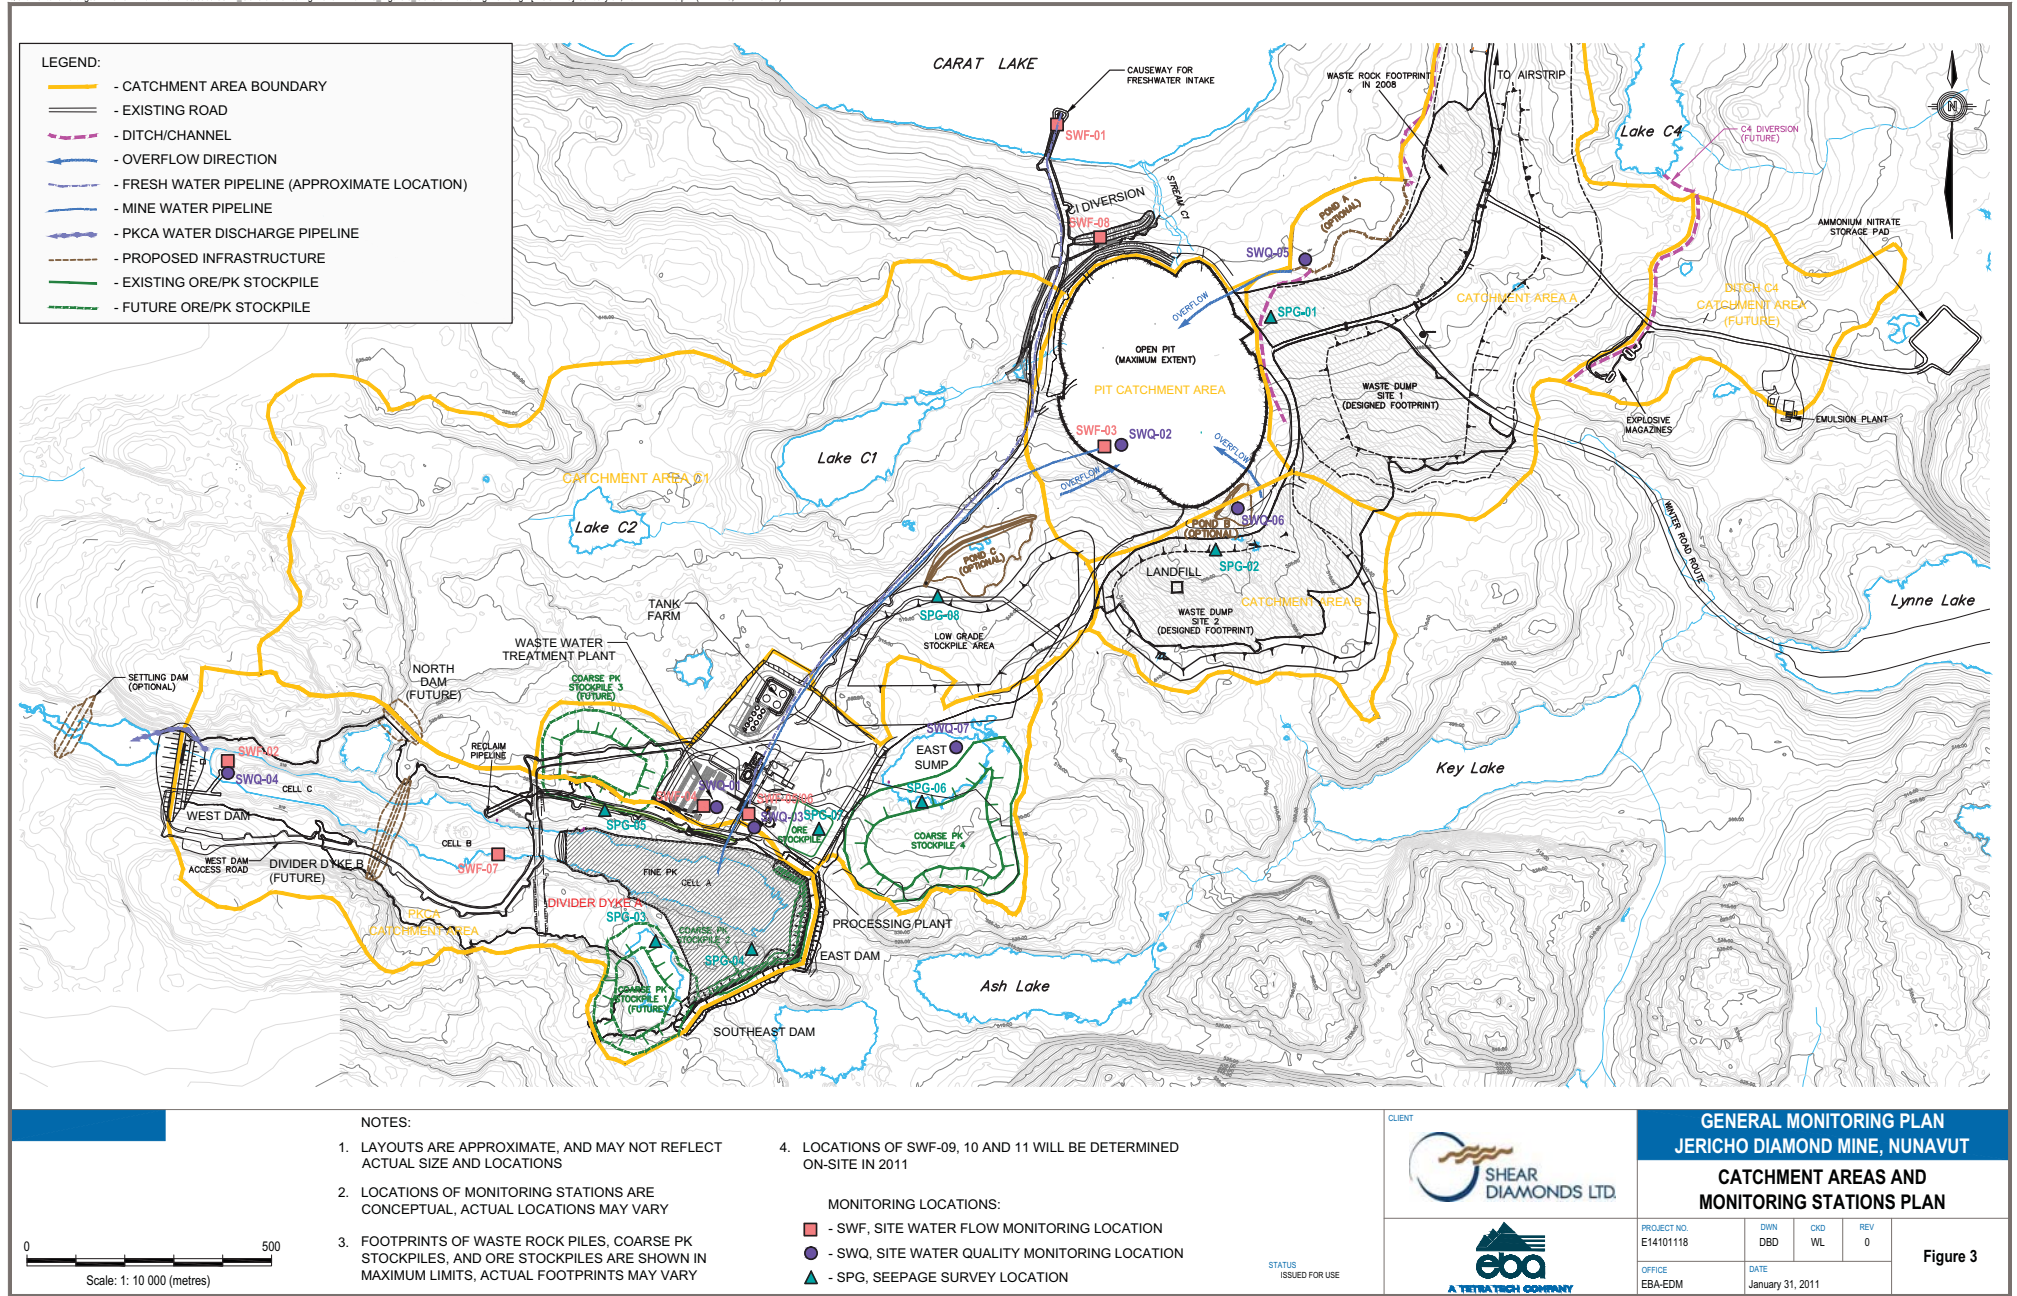 LEGEND:
- CATCHMENT AREA BOUNDARY
- EXISTING ROAD
- DITCH/CHANNEL
- OVERFLOW DIRECTION
- FRESH WATER PIPELINE (APPROXIMATE LOCATION)
- MINE WATER PIPELINE
- PKCA WATER DISCHARGE PIPELINE
- PROPOSED INFRASTRUCTURE
- EXISTING ORE/PK STOCKPILE
- FUTURE ORE/PK STOCKPILE
CARAT LAKE
CAUSEWAY FOR
FRESHWATER INTAKE
SWF-01
WASTE ROCK FOOTPRINT
IN 2008
TO AIRSTRIP
Lake C4
C4 DIVERSION
(FUTURE)
N
STREAM C1
CI DIVERSION
SWF-08
POND A
(OPTIONAL)
SWQ-05
AMMONIUM NITRATE
STORAGE PAD
OVERFLOW
SPG-01
CATCHMENT AREA A
DITCH C4
CATCHMENT AREA
(FUTURE)
OPEN PIT
(MAXIMUM EXTENT)
PIT CATCHMENT AREA
WASTE DUMP
SITE 1
(DESIGNED FOOTPRINT)
EXPLOSIVE
MAGAZINES
EMULSION PLANT
SWF-03
SWQ-02
OVERFLOW
OVERFLOW
Lake C1
CATCHMENT AREA C1
Lake C2
SWQ-06
POND B
(OPTIONAL)
SPG-02
POND C
(OPTIONAL)
LANDFILL
CATCHMENT AREA B
WASTE DUMP
SITE 2
(DESIGNED FOOTPRINT)
WINTER ROAD ROUTE
Lynne Lake
TANK
FARM
SPG-08
LOW GRADE
STOCKPILE AREA
WASTE WATER
TREATMENT PLANT
NORTH
DAM
(FUTURE)
SETTLING DAM
(OPTIONAL)
COARSE PK
STOCKPILE 3
(FUTURE)
RECLAIM
PIPELINE
SWF-02
SWQ-04
CELL C
WEST DAM
SWQ-07
EAST
SUMP
SPG-06
Key Lake
SWQ-01
SWQ-03
SPG-05
ORE
STOCKPILE
COARSE PK
STOCKPILE 4
CELL B
WEST DAM
ACCESS ROAD
DIVIDER DYKE B
(FUTURE)
SWF-07
FINE PK
CELL A
DIVIDER DYKE A
SPG-03
PKCA
CATCHMENT AREA
COARSE PK
STOCKPILE 2
SPG-04
PROCESSING PLANT
EAST DAM
Ash Lake
COARSE PK
STOCKPILE 1
(FUTURE)
SOUTHEAST DAM
0 500
Scale: 1: 10 000 (metres)
NOTES:
1. LAYOUTS ARE APPROXIMATE, AND MAY NOT REFLECT
ACTUAL SIZE AND LOCATIONS
2. LOCATIONS OF MONITORING STATIONS ARE
CONCEPTUAL, ACTUAL LOCATIONS MAY VARY
3. FOOTPRINTS OF WASTE ROCK PILES, COARSE PK
STOCKPILES, AND ORE STOCKPILES ARE SHOWN IN
MAXIMUM LIMITS, ACTUAL FOOTPRINTS MAY VARY
4. LOCATIONS OF SWF-09, 10 AND 11 WILL BE DETERMINED
ON-SITE IN 2011
MONITORING LOCATIONS:
- SWF, SITE WATER FLOW MONITORING LOCATION
- SWQ, SITE WATER QUALITY MONITORING LOCATION
- SPG, SEEPAGE SURVEY LOCATION
STATUS
ISSUED FOR USE
CLIENT
SHEAR
DIAMONDS LTD.
eba
A TETRA TECH COMPANY
GENERAL MONITORING PLAN
JERICHO DIAMOND MINE, NUNAVUT
CATCHMENT AREAS AND
MONITORING STATIONS PLAN
PROJECT NO. DWN CKD REV
E14101118 DBD WL 0
OFFICE DATE
EBA-EDM January 31, 2011
Figure 3